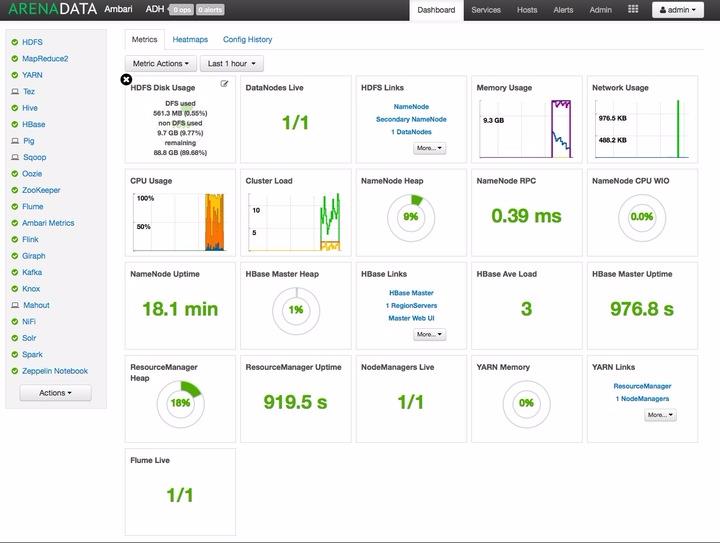 ARENADATA Ambari ADH 0 ops 0 alerts Dashboard Services Hosts Alerts Admin admin
HDFS
MapReduce2
YARN
Tez
Hive
HBase
Pig
Sqoop
Oozie
ZooKeeper
Flume
Ambari Metrics
Flink
Giraph
Kafka
Knox
Mahout
NiFi
Solr
Spark
Zeppelin Notebook
Actions
Metrics Heatmaps Config History
Metric Actions Last 1 hour
HDFS Disk Usage
DFS used
561.3 MB (0.55%)
non DFS used
9.7 GB (9.77%)
remaining
88.8 GB (89.68%)
DataNodes Live
1/1
HDFS Links
NameNode
Secondary NameNode
1 DataNodes
More...
Memory Usage
9.3 GB
Network Usage
976.5 KB
488.2 KB
CPU Usage
100%
50%
Cluster Load
10
5
NameNode Heap
9%
NameNode RPC
0.39 ms
NameNode CPU WIO
0.0%
NameNode Uptime
18.1 min
HBase Master Heap
1%
HBase Links
HBase Master
1 RegionServers
Master Web UI
More...
HBase Ave Load
3
HBase Master Uptime
976.8 s
ResourceManager
Heap
18%
ResourceManager Uptime
919.5 s
NodeManagers Live
1/1
YARN Memory
0%
YARN Links
ResourceManager
1 NodeManagers
More...
Flume Live
1/1